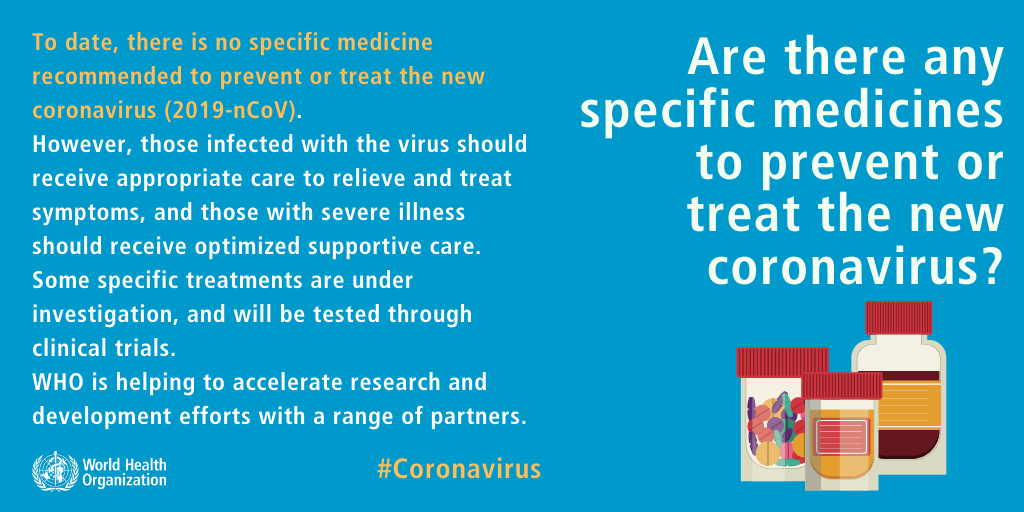 To date, there is no specific medicine
recommended to prevent or treat the new
coronavirus (2019-nCoV).
However, those infected with the virus should
receive appropriate care to relieve and treat
symptoms, and those with severe illness
should receive optimized supportive care.
Some specific treatments are under
investigation, and will be tested through
clinical trials.
WHO is helping to accelerate research and
development efforts with a range of partners.
World Health
Organization
#Coronavirus
Are there any
specific medicines
to prevent or
treat the new
coronavirus?